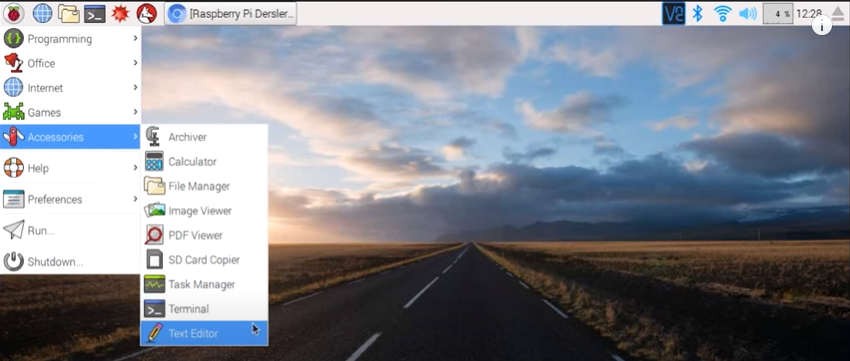 [Raspberry Pi Dersler...
4 %
12:28
Programming
Office
Internet
Games
Accessories
Help
Preferences
Run...
Shutdown...
Archiver
Calculator
File Manager
Image Viewer
PDF Viewer
SD Card Copier
Task Manager
Terminal
Text Editor